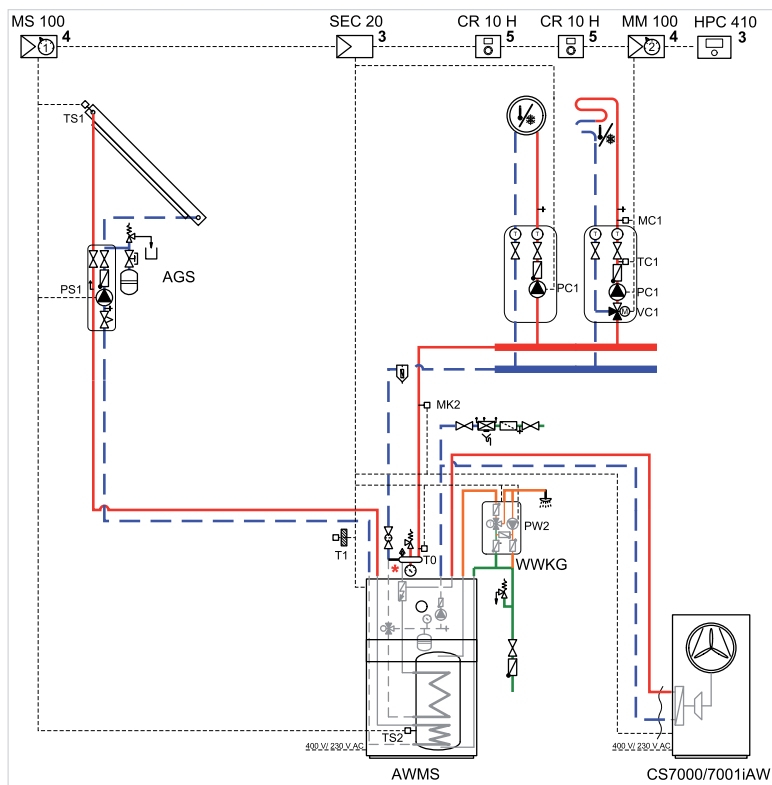 MS 100 SEC 20 CR 10 H CR 10 H MM 100 HPC 410
1 4 3 5 5 2 4 3
TS1
T T T T
MC1
TC1
AGS
PS1
PC1 PC1
M VC1
MK2
PW2
T1 T0
*
WWKG
TS2
400 V/ 230 V AC 400 V/ 230 V AC
AWMS CS7000/7001iAW